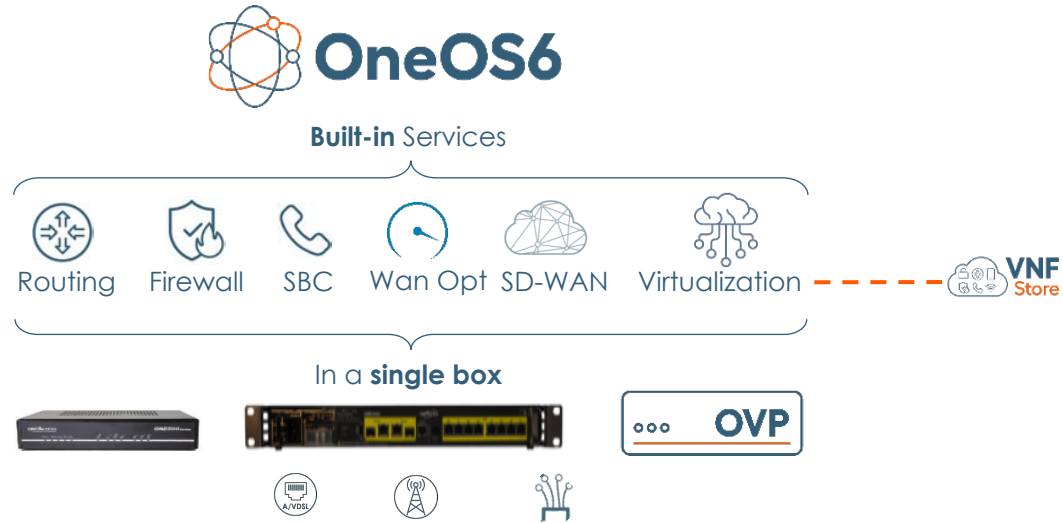 OneOS6
Built-in Services
Routing
Firewall
SBC
Wan Opt
SD-WAN
Virtualization
VNF
Store
In a single box
OVP
A/VDSL